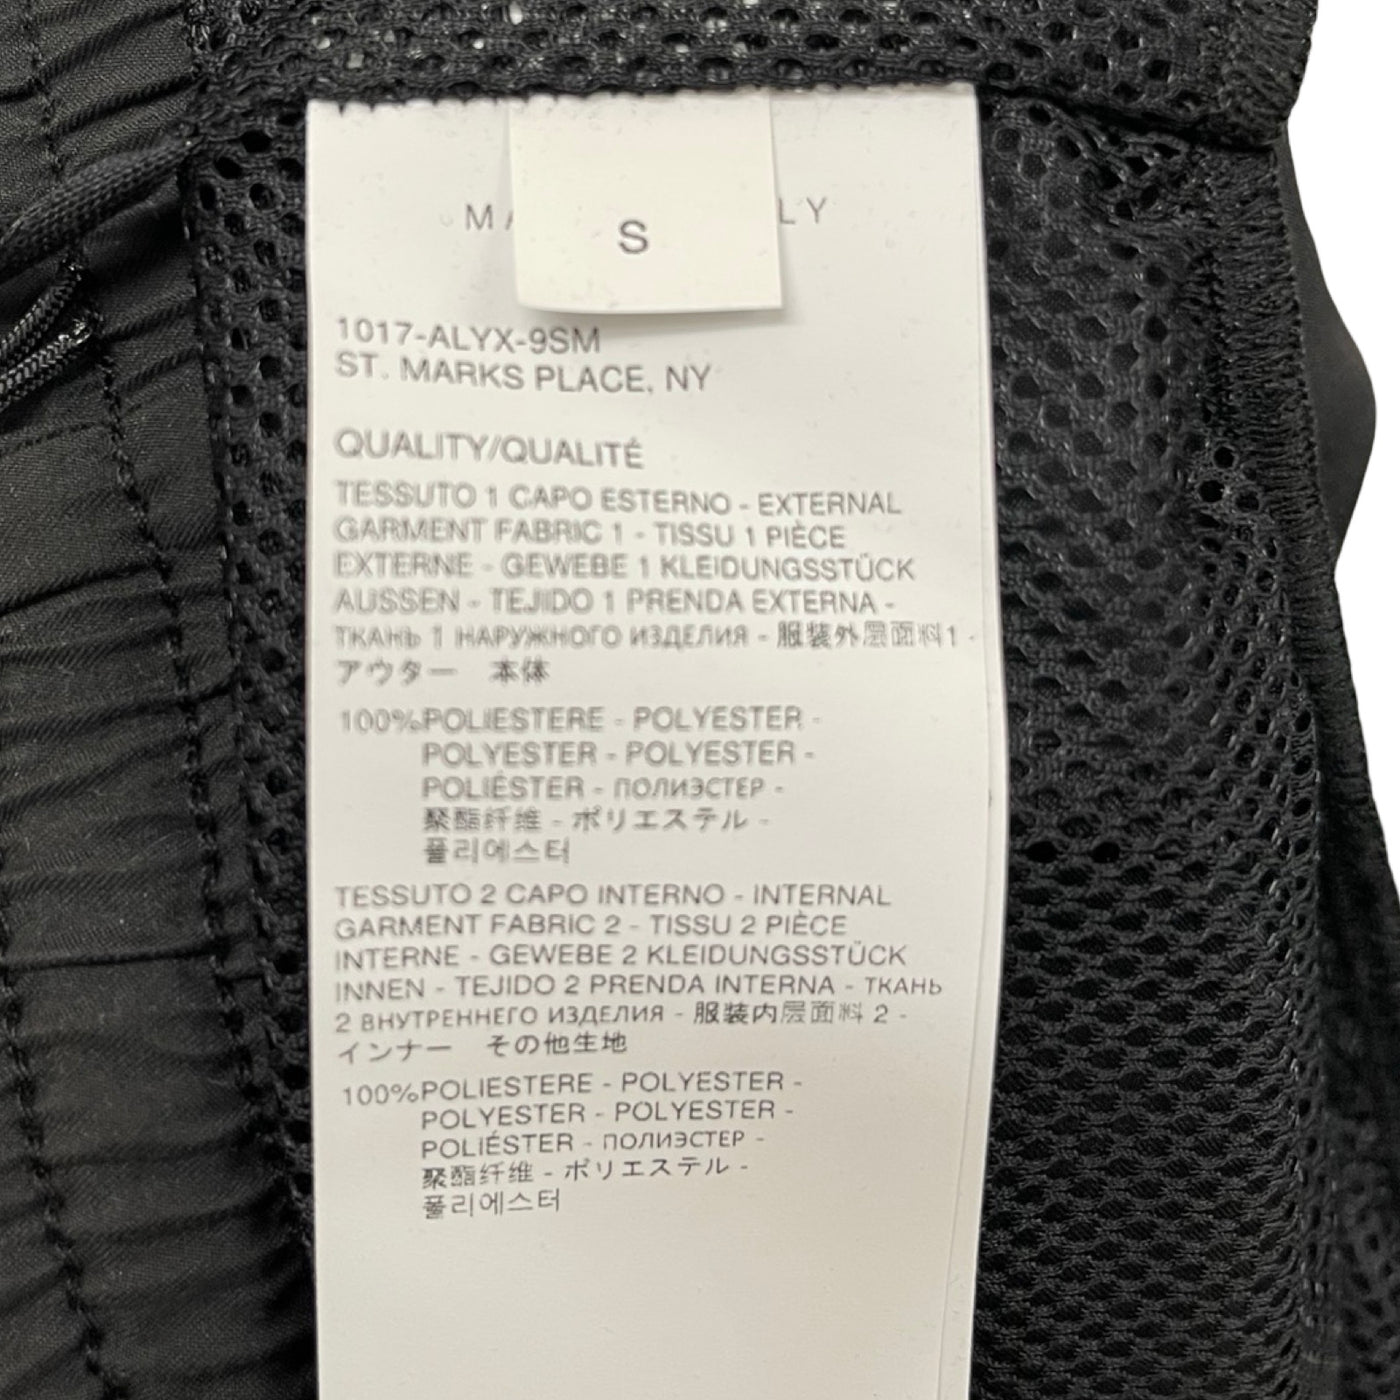 S
1017-ALYX-9SM
ST. MARKS PLACE, NY
QUALITY/QUALITÉ
TESSUTO 1 CAPO ESTERNO - EXTERNAL
GARMENT FABRIC 1 - TISSU 1 PIÈCE
EXTERNE - GEWEBE 1 KLEIDUNGSSTÜCK
AUSSEN - TEJIDO 1 PRENDA EXTERNA -
ТКАНЬ 1 НАРУЖНОГО ИЗДЕЛИЯ - 服装外层面料1 -
アウター 本体
100%POLIESTERE - POLYESTER -
POLYESTER - POLYESTER -
POLIÉSTER - ПОЛИЭСТЕР -
聚酯纤维 - ポリエステル -
폴리에스터
TESSUTO 2 CAPO INTERNO - INTERNAL
GARMENT FABRIC 2 - TISSU 2 PIÈCE
INTERNE - GEWEBE 2 KLEIDUNGSSTÜCK
INNEN - TEJIDO 2 PRENDA INTERNA - ТКАНЬ
2 ВНУТРЕННЕГО ИЗДЕЛИЯ - 服装内层面料 2 -
インナー その他生地
100%POLIESTERE - POLYESTER -
POLYESTER - POLYESTER -
POLIÉSTER - ПОЛИЭСТЕР -
聚酯纤维 - ポリエステル -
폴리에스터